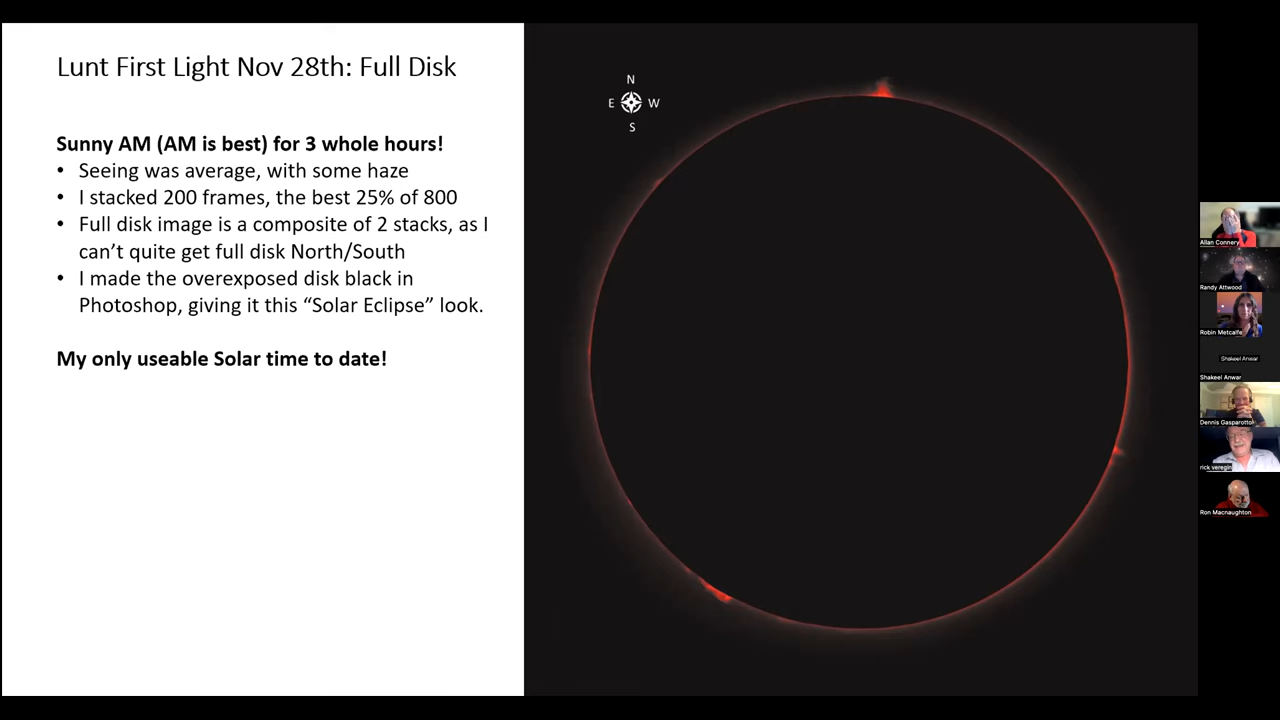 Lunt First Light Nov 28th: Full Disk
Sunny AM (AM is best) for 3 whole hours!
• Seeing was average, with some haze
• I stacked 200 frames, the best 25% of 800
• Full disk image is a composite of 2 stacks, as I
can’t quite get full disk North/South
• I made the overexposed disk black in
Photoshop, giving it this “Solar Eclipse” look.
My only useable Solar time to date!
N
E W
S
Allan Connery
Randy Attwood
Robin Metcalfe
Shakeel Anwar
Shakeel Anwar
Dennis Gasparotto
rick veregin
Ron Macnaughton